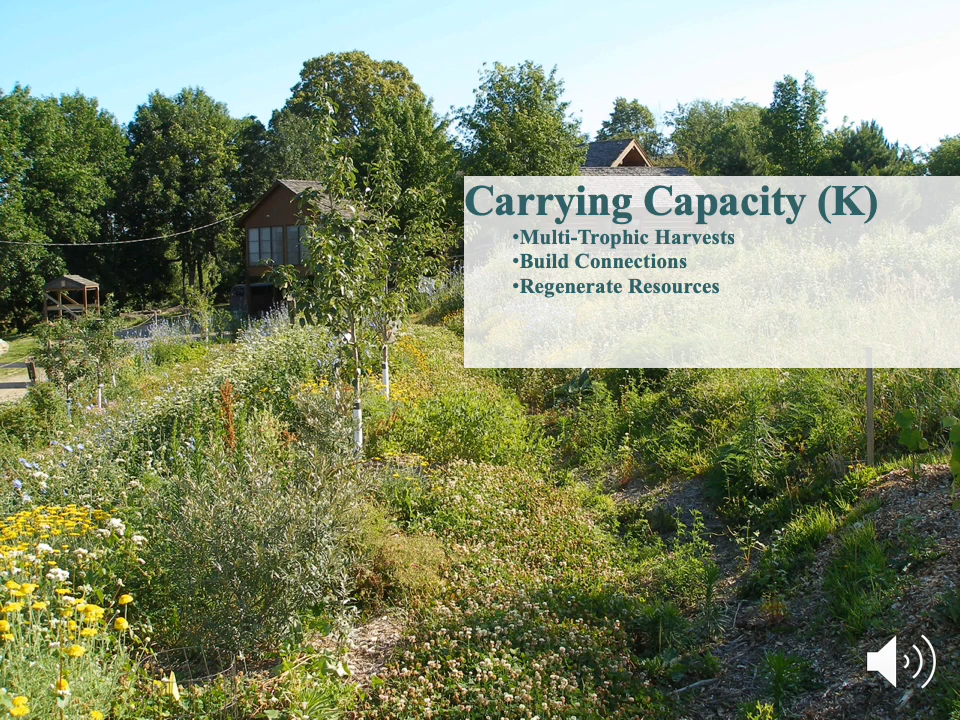 Carrying Capacity (K)
•Multi-Trophic Harvests
•Build Connections
•Regenerate Resources